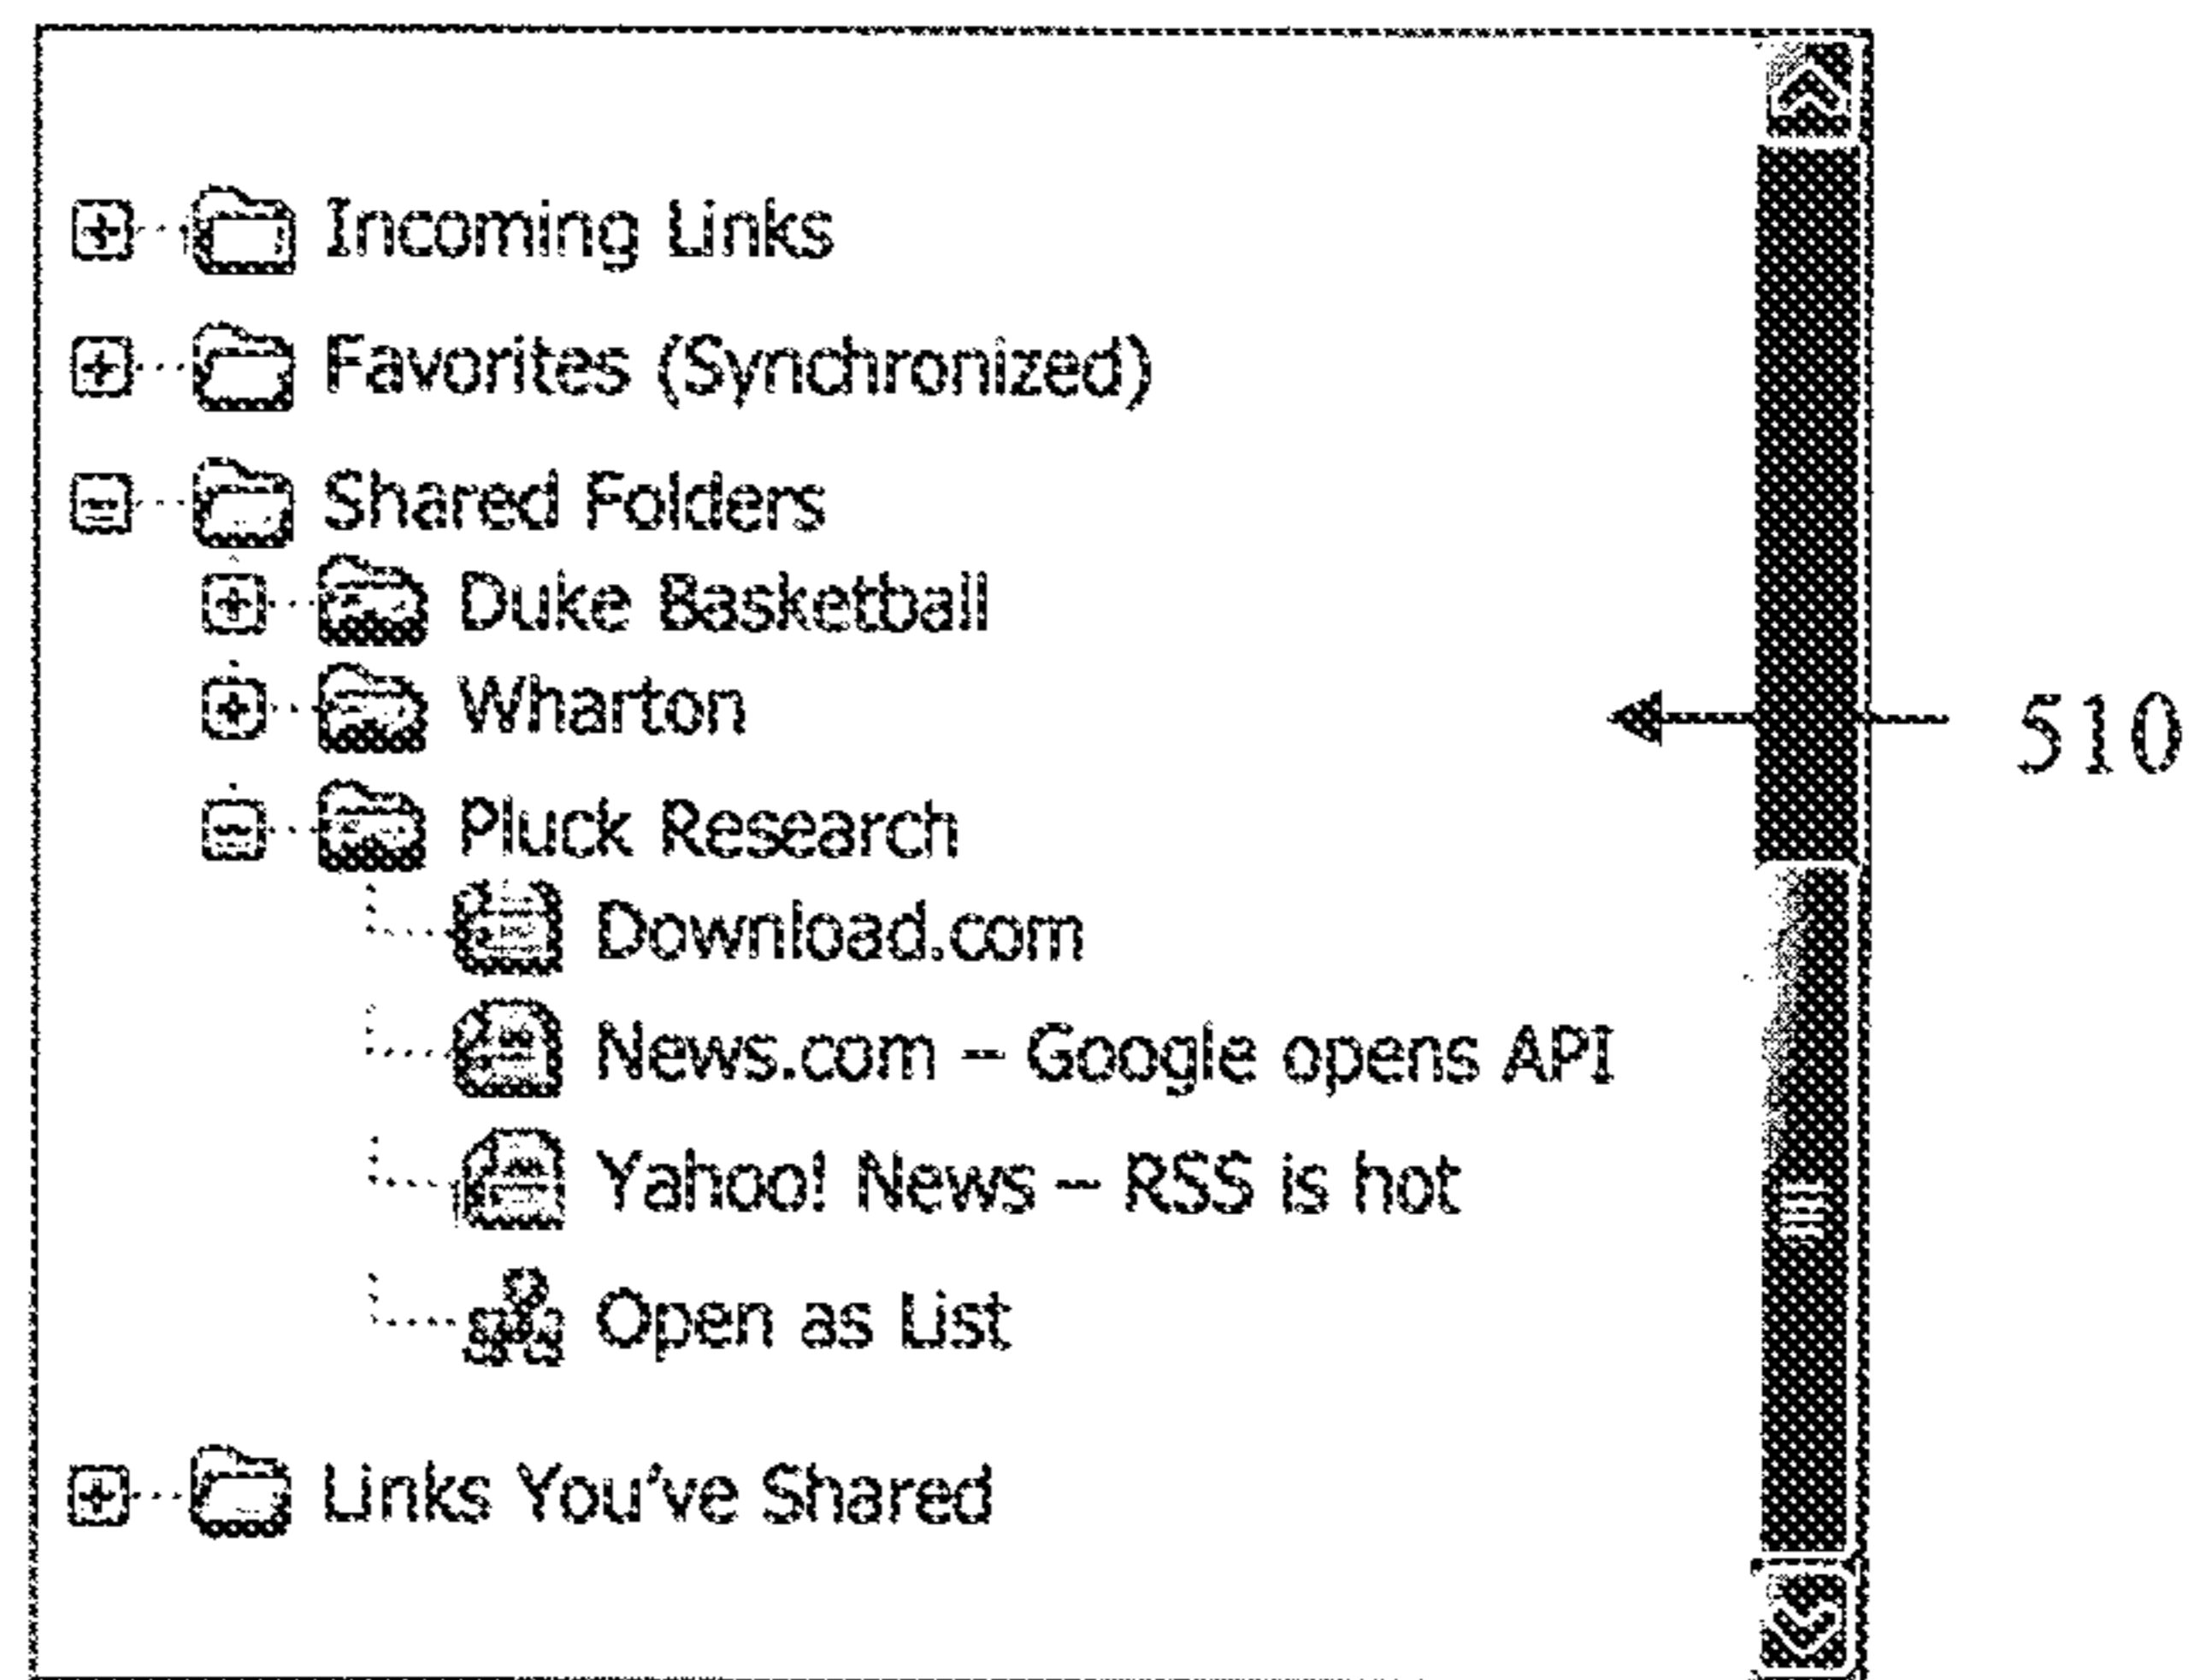 Incoming Links
Favorites (Synchronized)
Shared Folders
Duke Basketball
Wharton
510
Pluck Research
Download.com
News.com -- Google opens API
Yahoo! News -- RSS is hot
Open as List
Links You've Shared